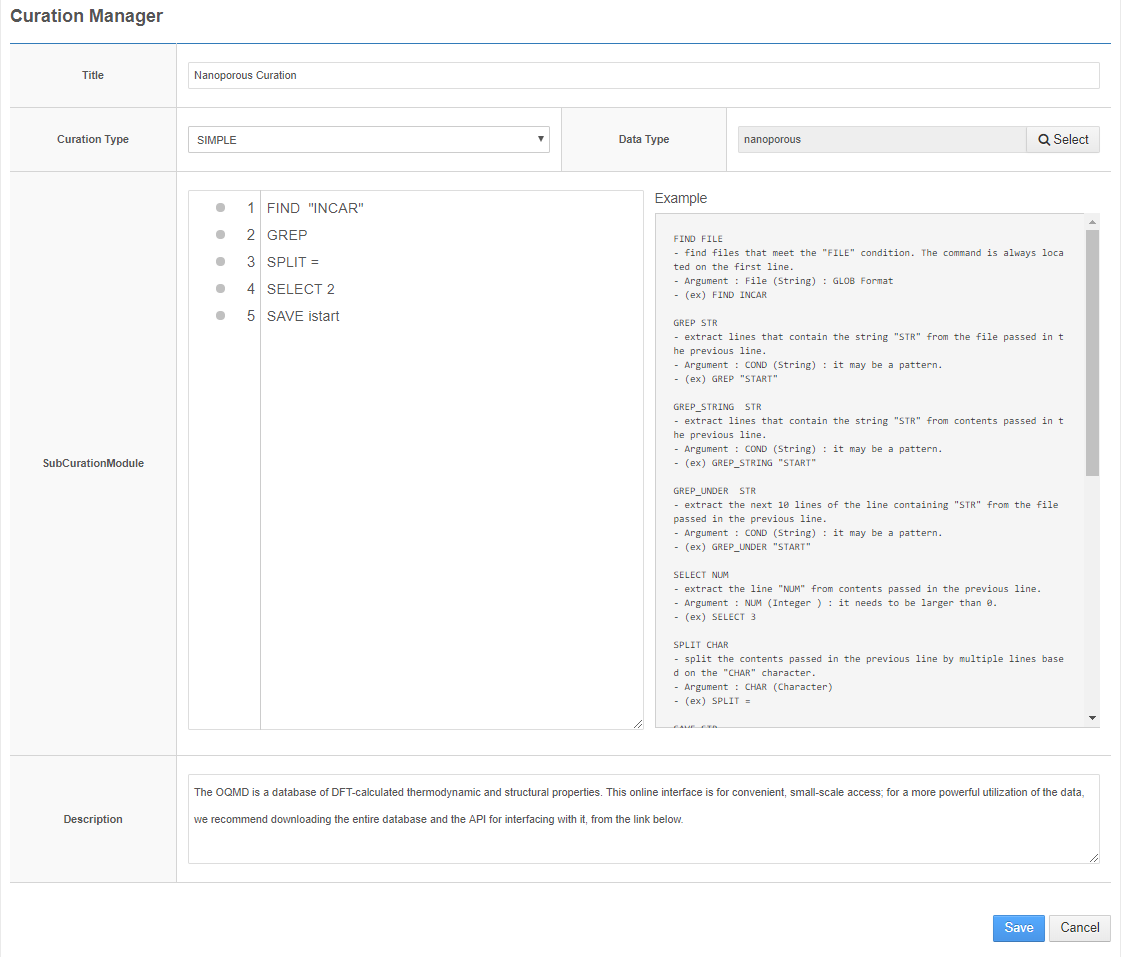 Curation Manager
Title
Nanoporous Curation
Curation Type
SIMPLE
Data Type
nanoporous
Select
SubCurationModule
1 FIND  "INCAR"
2 GREP
3 SPLIT =
4 SELECT 2
5 SAVE istart
Example
FIND FILE
- find files that meet the "FILE" condition. The command is always loca
ted on the first line.
- Argument : File (String) : GLOB Format
- (ex) FIND INCAR
GREP STR
- extract lines that contain the string "STR" from the file passed in t
he previous line.
- Argument : COND (String) : it may be a pattern.
- (ex) GREP "START"
GREP_STRING  STR
- extract lines that contain the string "STR" from contents passed in t
he previous line.
- Argument : COND (String) : it may be a pattern.
- (ex) GREP_STRING "START"
GREP_UNDER  STR
- extract the next 10 lines of the line containing "STR" from the file
passed in the previous line.
- Argument : COND (String) : it may be a pattern.
- (ex) GREP_UNDER "START"
SELECT NUM
- extract the line "NUM" from contents passed in the previous line.
- Argument : NUM (Integer ) : it needs to be larger than 0.
- (ex) SELECT 3
SPLIT CHAR
- split the contents passed in the previous line by multiple lines base
d on the "CHAR" character.
- Argument : CHAR (Character)
- (ex) SPLIT =
Description
The OQMD is a database of DFT-calculated thermodynamic and structural properties. This online interface is for convenient, small-scale access; for a more powerful utilization of the data,
we recommend downloading the entire database and the API for interfacing with it, from the link below.
Save
Cancel